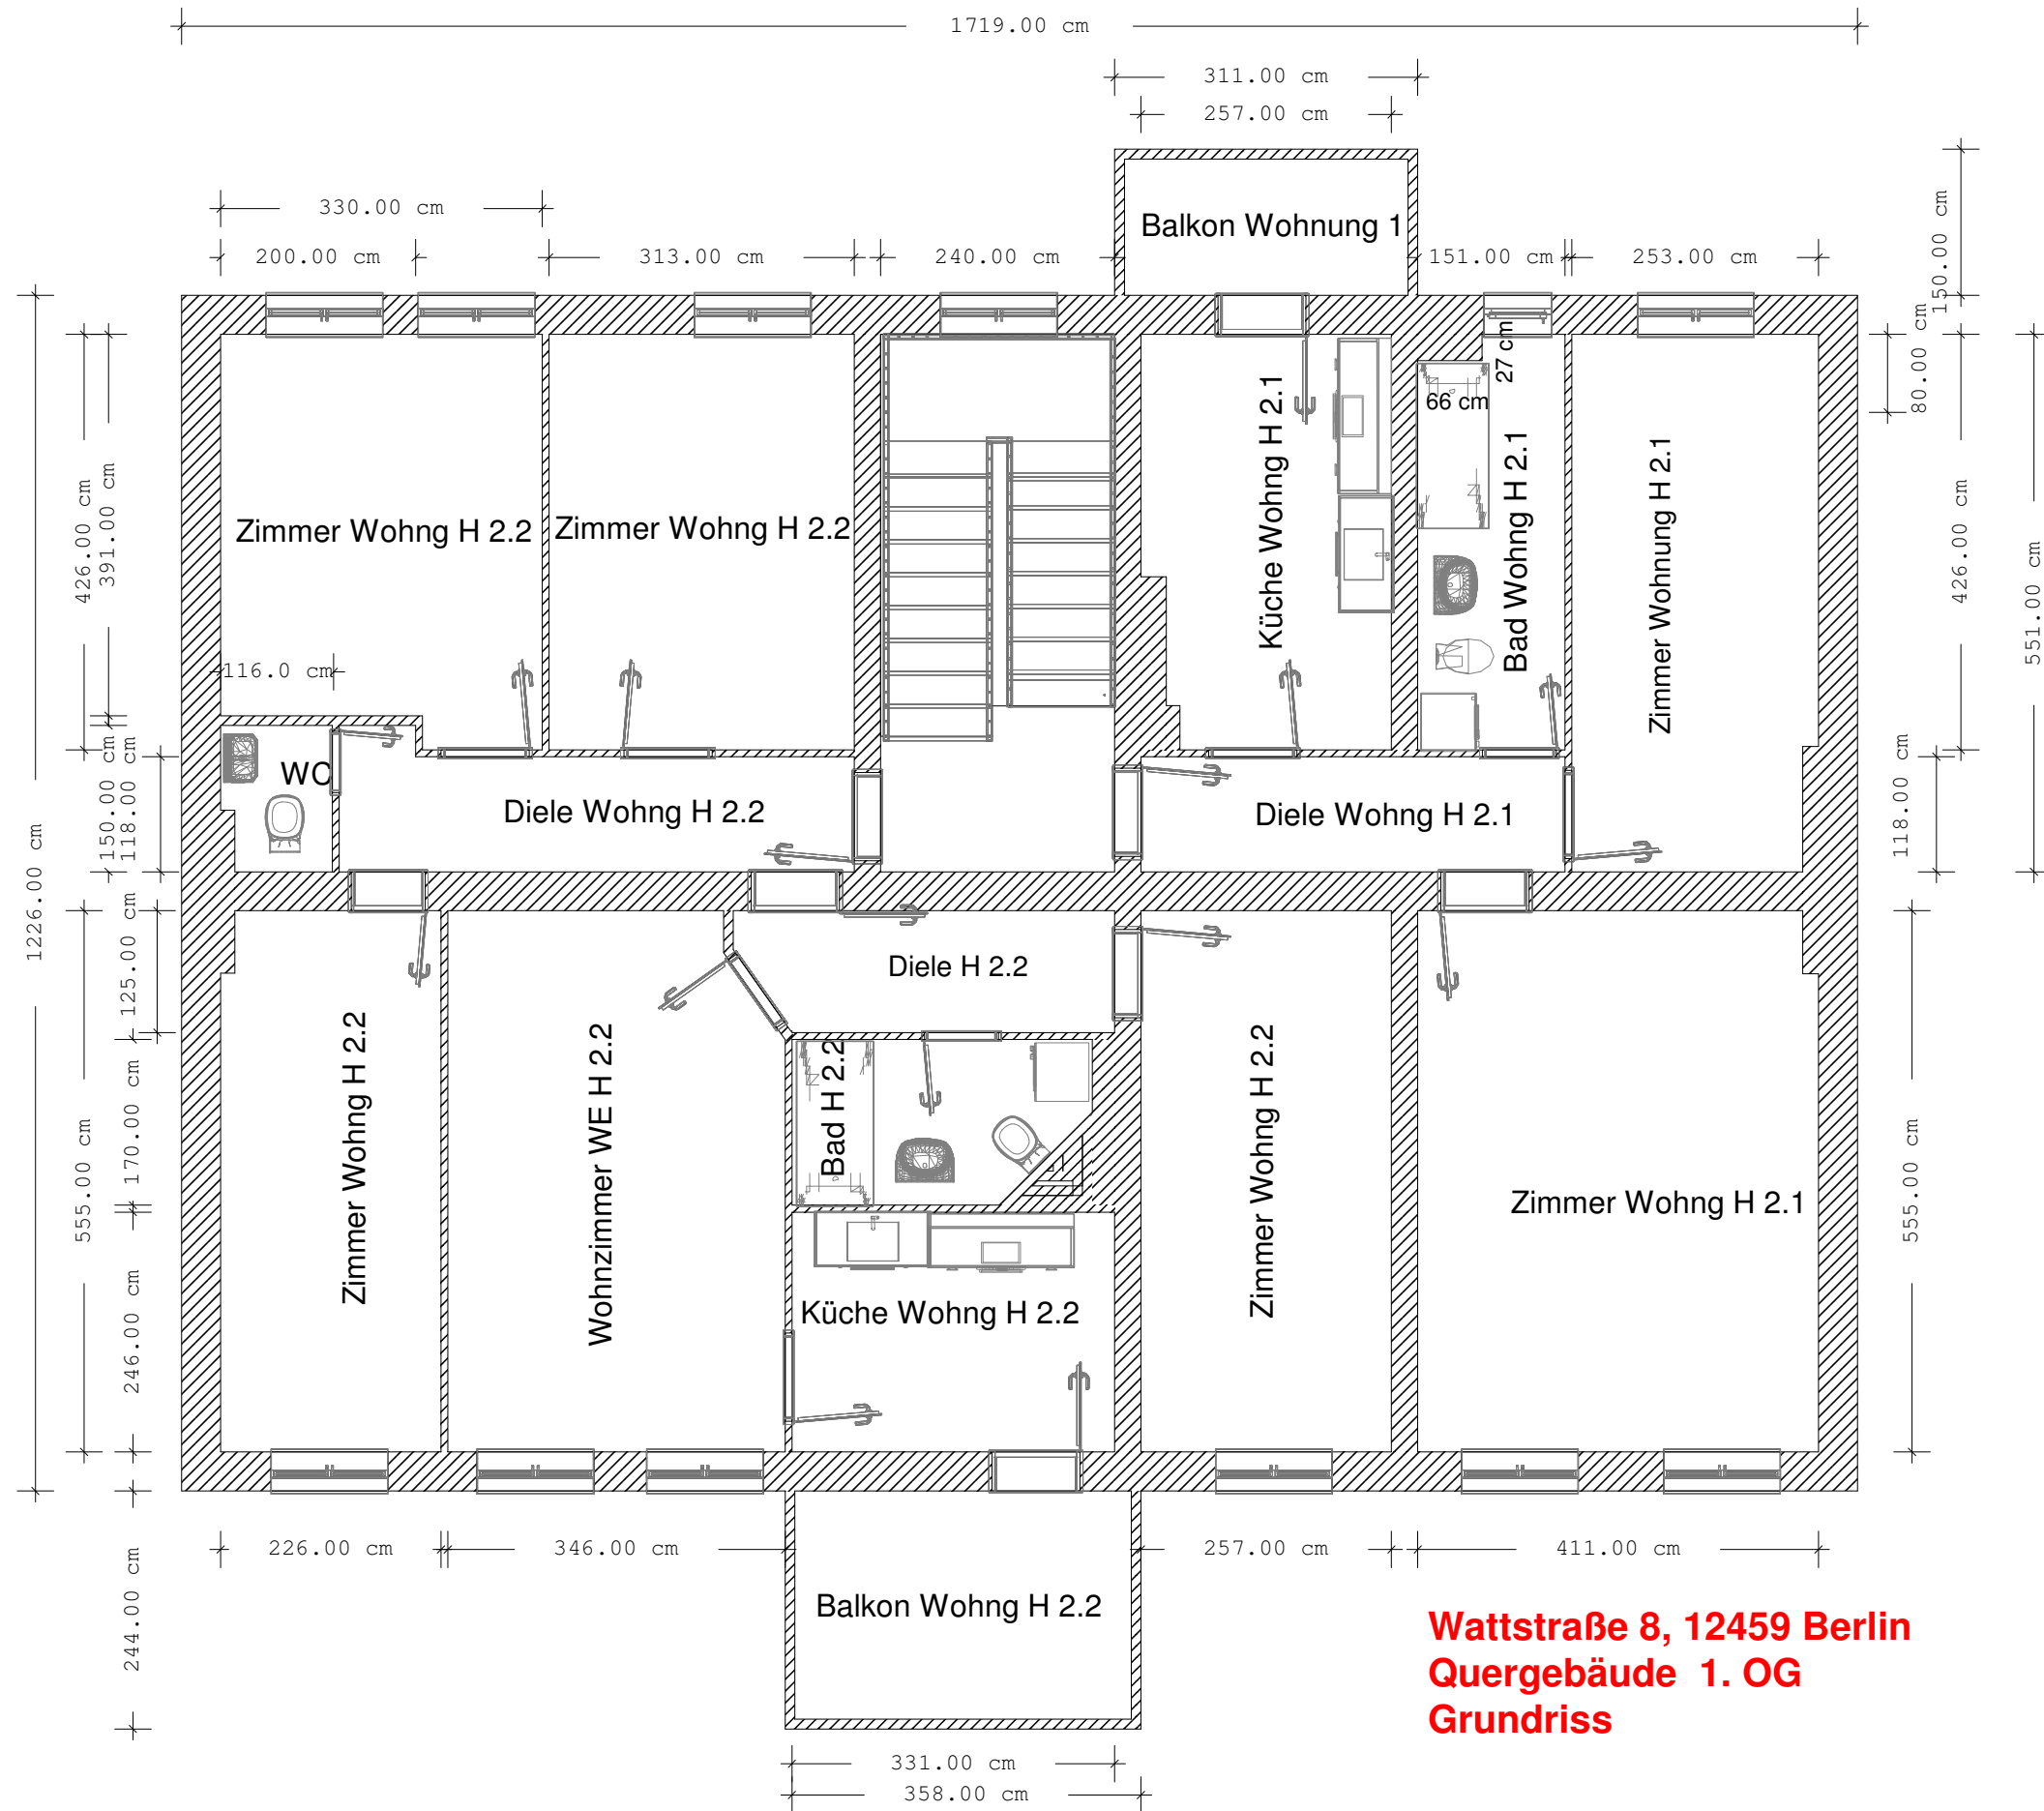 1719.00 cm
311.00 cm
257.00 cm
330.00 cm
Balkon Wohnung 1
200.00 cm
313.00 cm
240.00 cm
151.00 cm
253.00 cm
150.00 cm
80.00 cm
27 cm
66 cm
Zimmer Wohng H 2.2
Zimmer Wohng H 2.2
Küche Wohng H 2.1
Bad Wohng H 2.1
Zimmer Wohnung H 2.1
426.00 cm
391.00 cm
426.00 cm
551.00 cm
116.0 cm
WC
Diele Wohng H 2.2
Diele Wohng H 2.1
150.00 cm
118.00 cm
118.00 cm
1226.00 cm
125.00 cm
Diele H 2.2
Zimmer Wohng H 2.2
Wohnzimmer WE H 2.2
Bad H 2.2
Zimmer Wohng H 2.2
Zimmer Wohng H 2.1
555.00 cm
170.00 cm
555.00 cm
246.00 cm
Küche Wohng H 2.2
226.00 cm
346.00 cm
257.00 cm
411.00 cm
244.00 cm
Balkon Wohng H 2.2
Wattstraße 8, 12459 Berlin
Quergebäude 1. OG
Grundriss
331.00 cm
358.00 cm